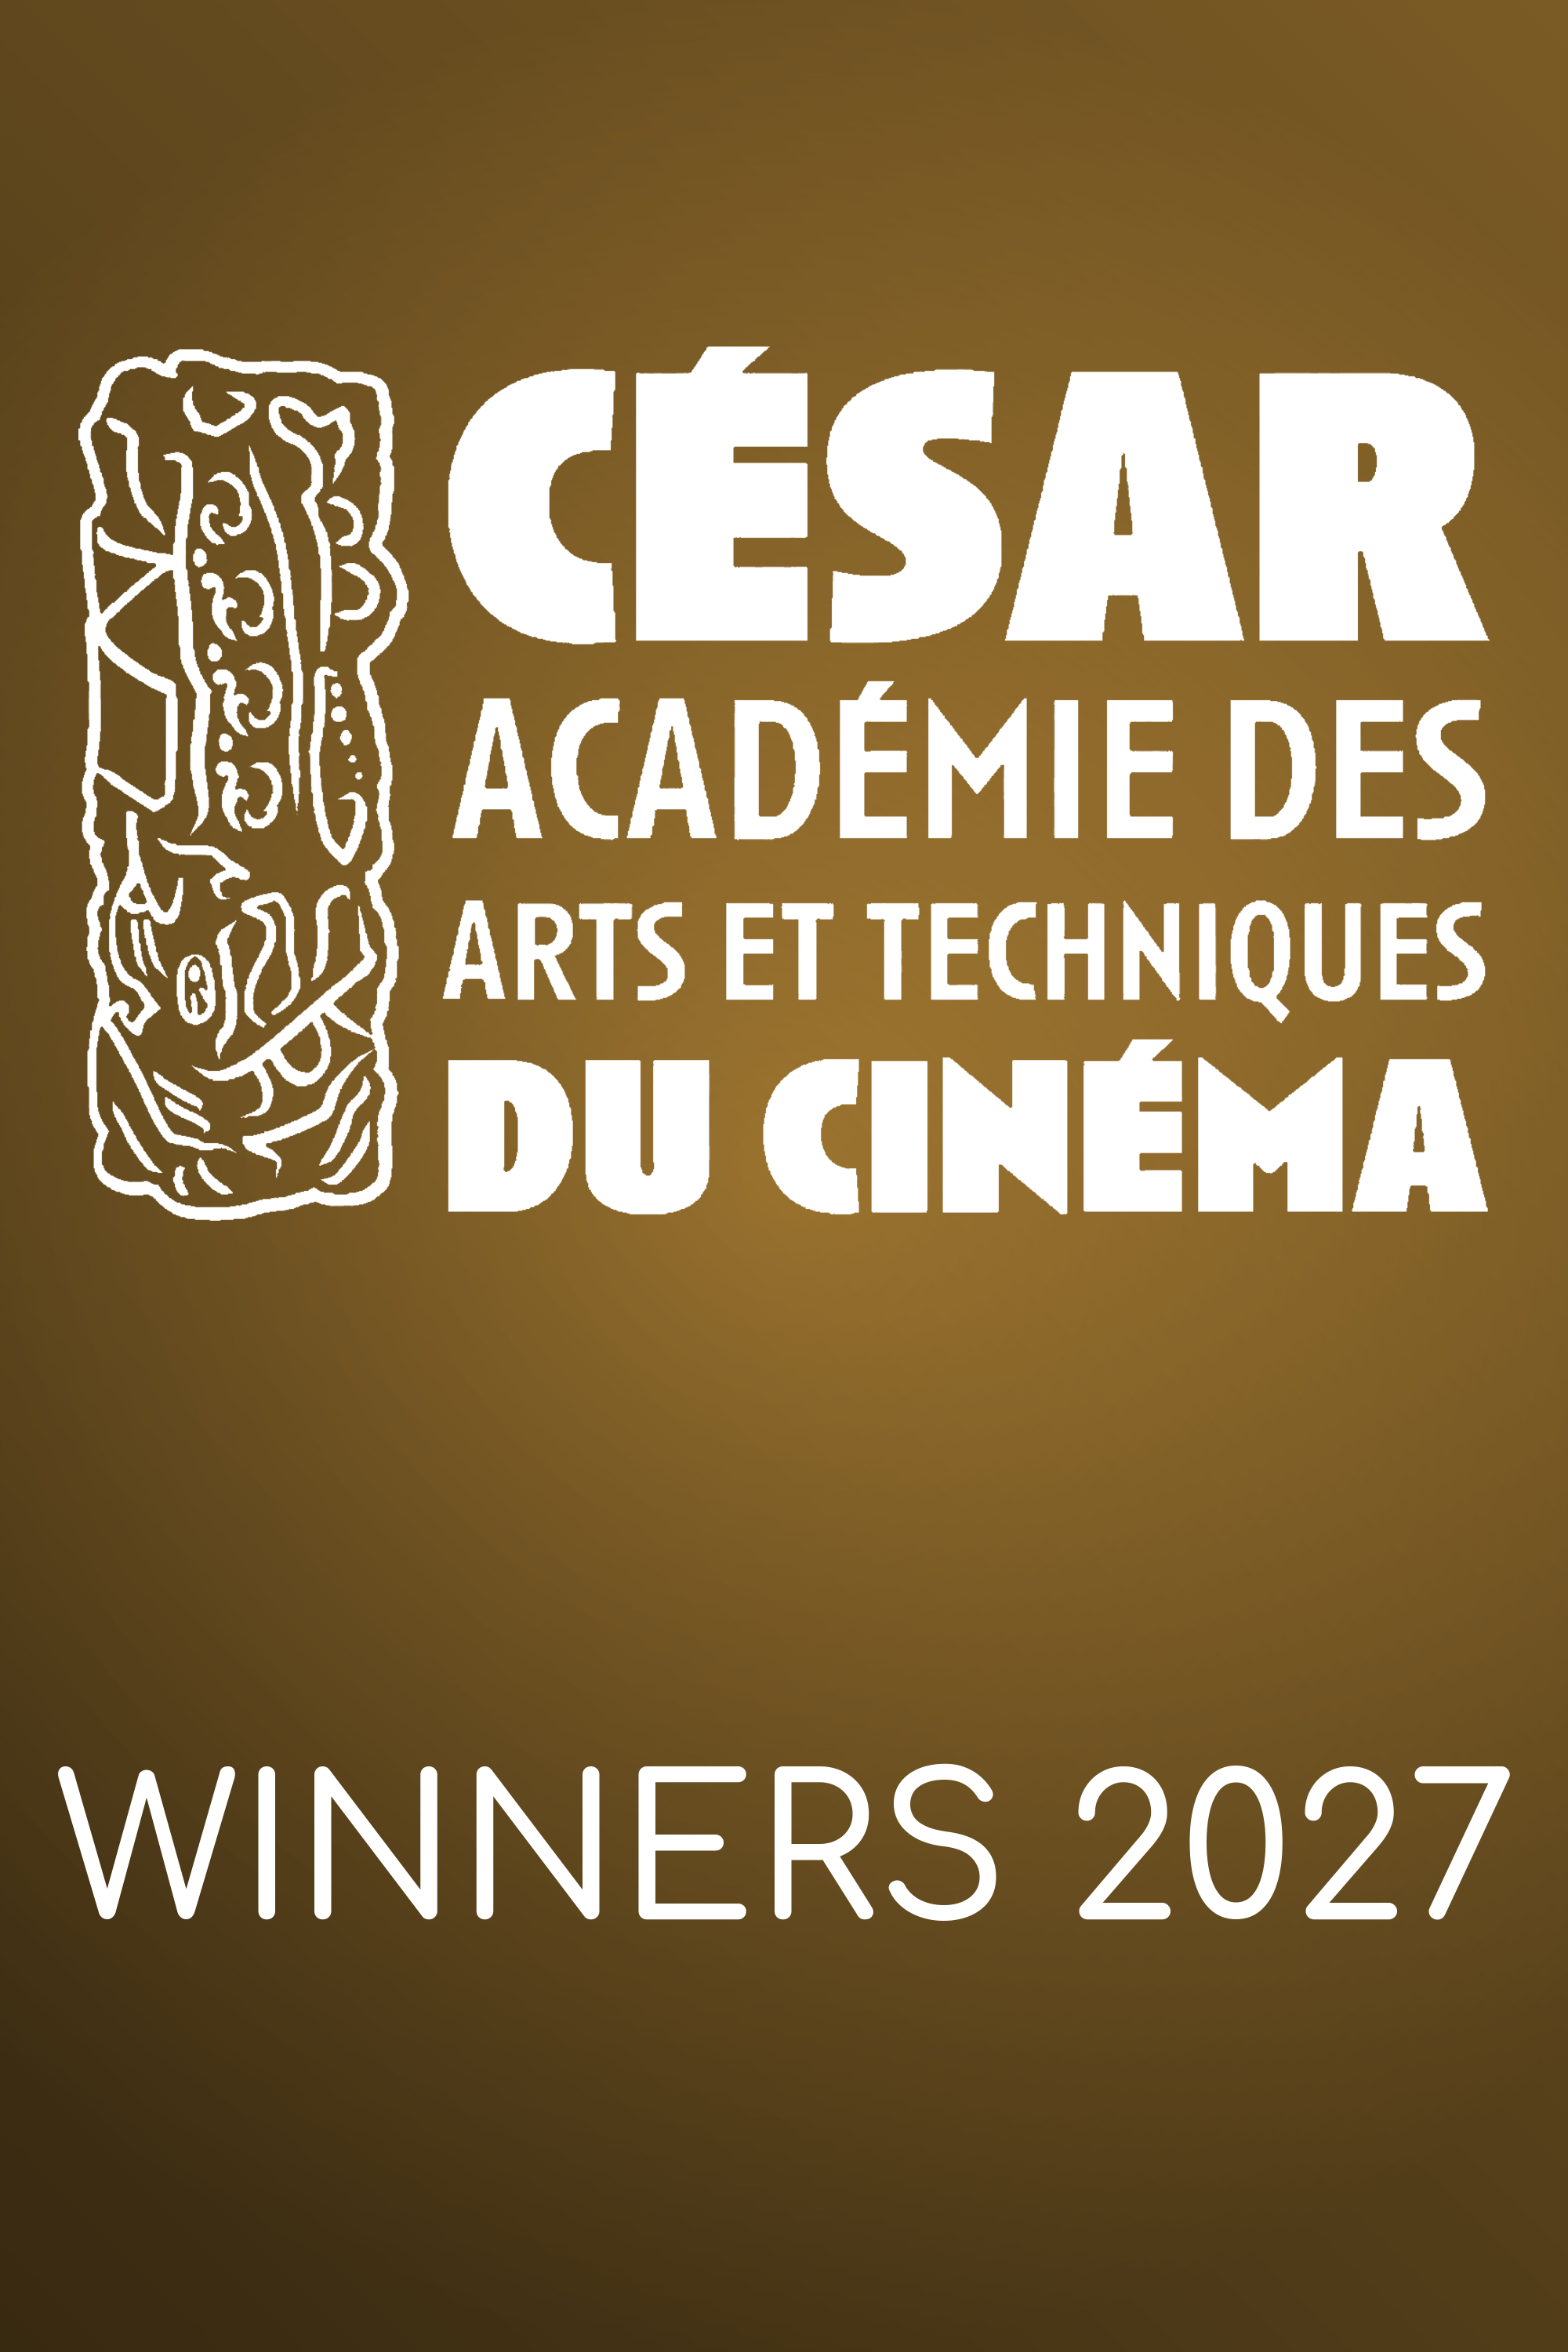 CÉSAR
ACADÉMIE DES
ARTS ET TECHNIQUES
DU CINÉMA
WINNERS 2027